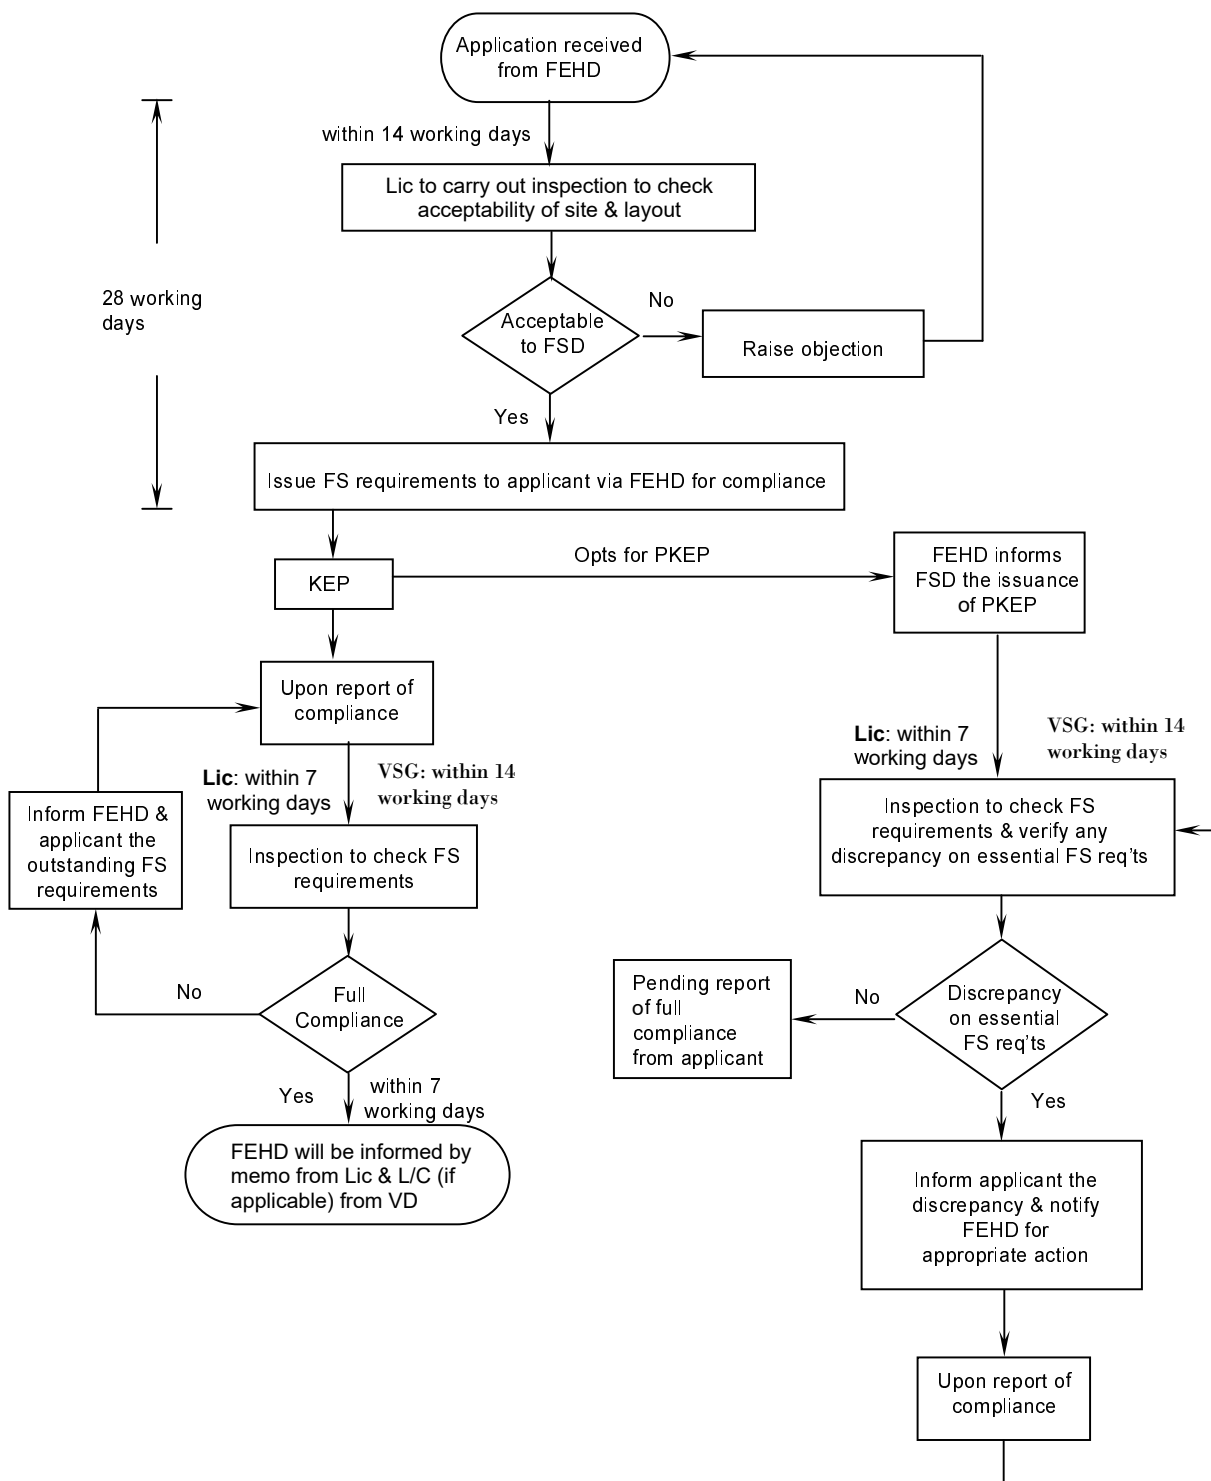 Application received
from FEHD
within 14 working days
Lic to carry out inspection to check
acceptability of site & layout
28 working
days
Acceptable
to FSD
No
Raise objection
Yes
Issue FS requirements to applicant via FEHD for compliance
KEP
Opts for PKEP
FEHD informs
FSD the issuance
of PKEP
Upon report of
compliance
Lic: within 7
working days
VSG: within 14
working days
Inform FEHD &
applicant the
outstanding FS
requirements
Inspection to check FS
requirements
No
Full
Compliance
Yes
within 7
working days
FEHD will be informed by
memo from Lic & L/C (if
applicable) from VD
Lic: within 7
working days
VSG: within 14
working days
Inspection to check FS
requirements & verify any
discrepancy on essential FS req'ts
Pending report
of full
compliance
from applicant
No
Discrepancy
on essential
FS req'ts
Yes
Inform applicant the
discrepancy & notify
FEHD for
appropriate action
Upon report of
compliance